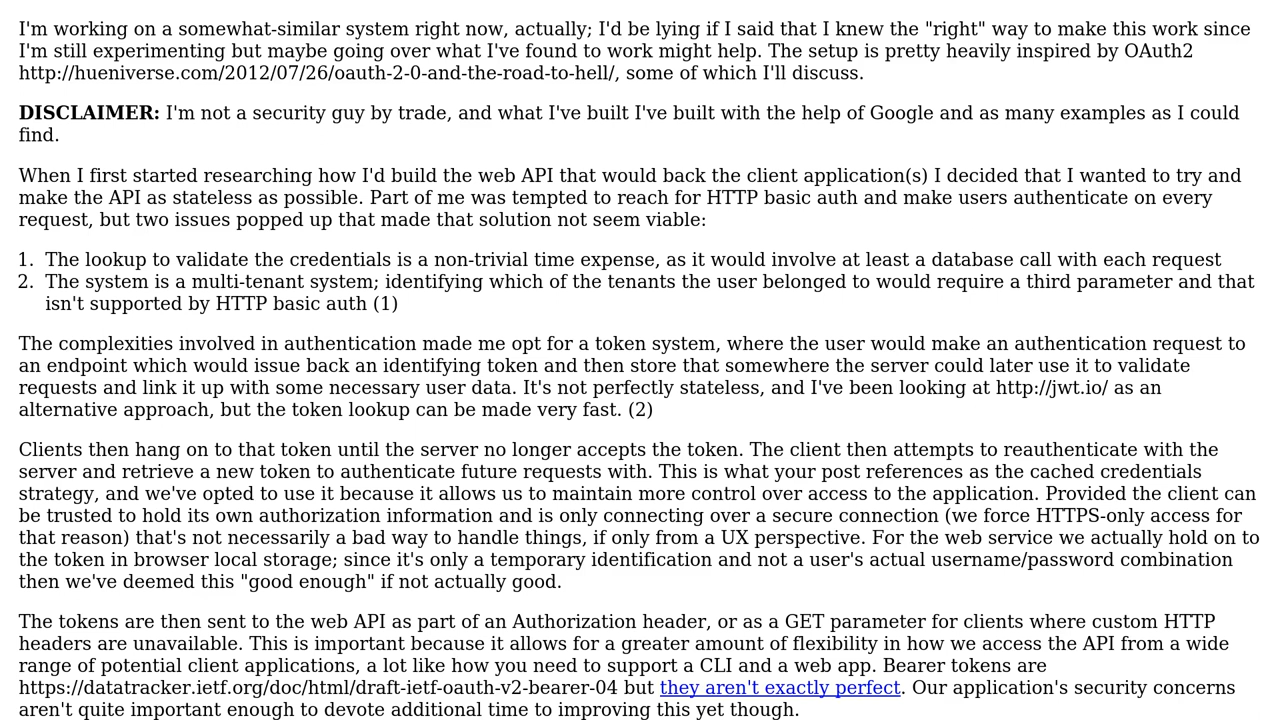 I'm working on a somewhat-similar system right now, actually; I'd be lying if I said that I knew the "right" way to make this work since
I'm still experimenting but maybe going over what I've found to work might help. The setup is pretty heavily inspired by OAuth2
http://hueniverse.com/2012/07/26/oauth-2-0-and-the-road-to-hell/, some of which I'll discuss.
DISCLAIMER: I'm not a security guy by trade, and what I've built I've built with the help of Google and as many examples as I could
find.
When I first started researching how I'd build the web API that would back the client application(s) I decided that I wanted to try and
make the API as stateless as possible. Part of me was tempted to reach for HTTP basic auth and make users authenticate on every
request, but two issues popped up that made that solution not seem viable:
1. The lookup to validate the credentials is a non-trivial time expense, as it would involve at least a database call with each request
2. The system is a multi-tenant system; identifying which of the tenants the user belonged to would require a third parameter and that
isn't supported by HTTP basic auth (1)
The complexities involved in authentication made me opt for a token system, where the user would make an authentication request to
an endpoint which would issue back an identifying token and then store that somewhere the server could later use it to validate
requests and link it up with some necessary user data. It's not perfectly stateless, and I've been looking at http://jwt.io/ as an
alternative approach, but the token lookup can be made very fast. (2)
Clients then hang on to that token until the server no longer accepts the token. The client then attempts to reauthenticate with the
server and retrieve a new token to authenticate future requests with. This is what your post references as the cached credentials
strategy, and we've opted to use it because it allows us to maintain more control over access to the application. Provided the client can
be trusted to hold its own authorization information and is only connecting over a secure connection (we force HTTPS-only access for
that reason) that's not necessarily a bad way to handle things, if only from a UX perspective. For the web service we actually hold on to
the token in browser local storage; since it's only a temporary identification and not a user's actual username/password combination
then we've deemed this "good enough" if not actually good.
The tokens are then sent to the web API as part of an Authorization header, or as a GET parameter for clients where custom HTTP
headers are unavailable. This is important because it allows for a greater amount of flexibility in how we access the API from a wide
range of potential client applications, a lot like how you need to support a CLI and a web app. Bearer tokens are
https://datatracker.ietf.org/doc/html/draft-ietf-oauth-v2-bearer-04 but they aren't exactly perfect. Our application's security concerns
aren't quite important enough to devote additional time to improving this yet though.